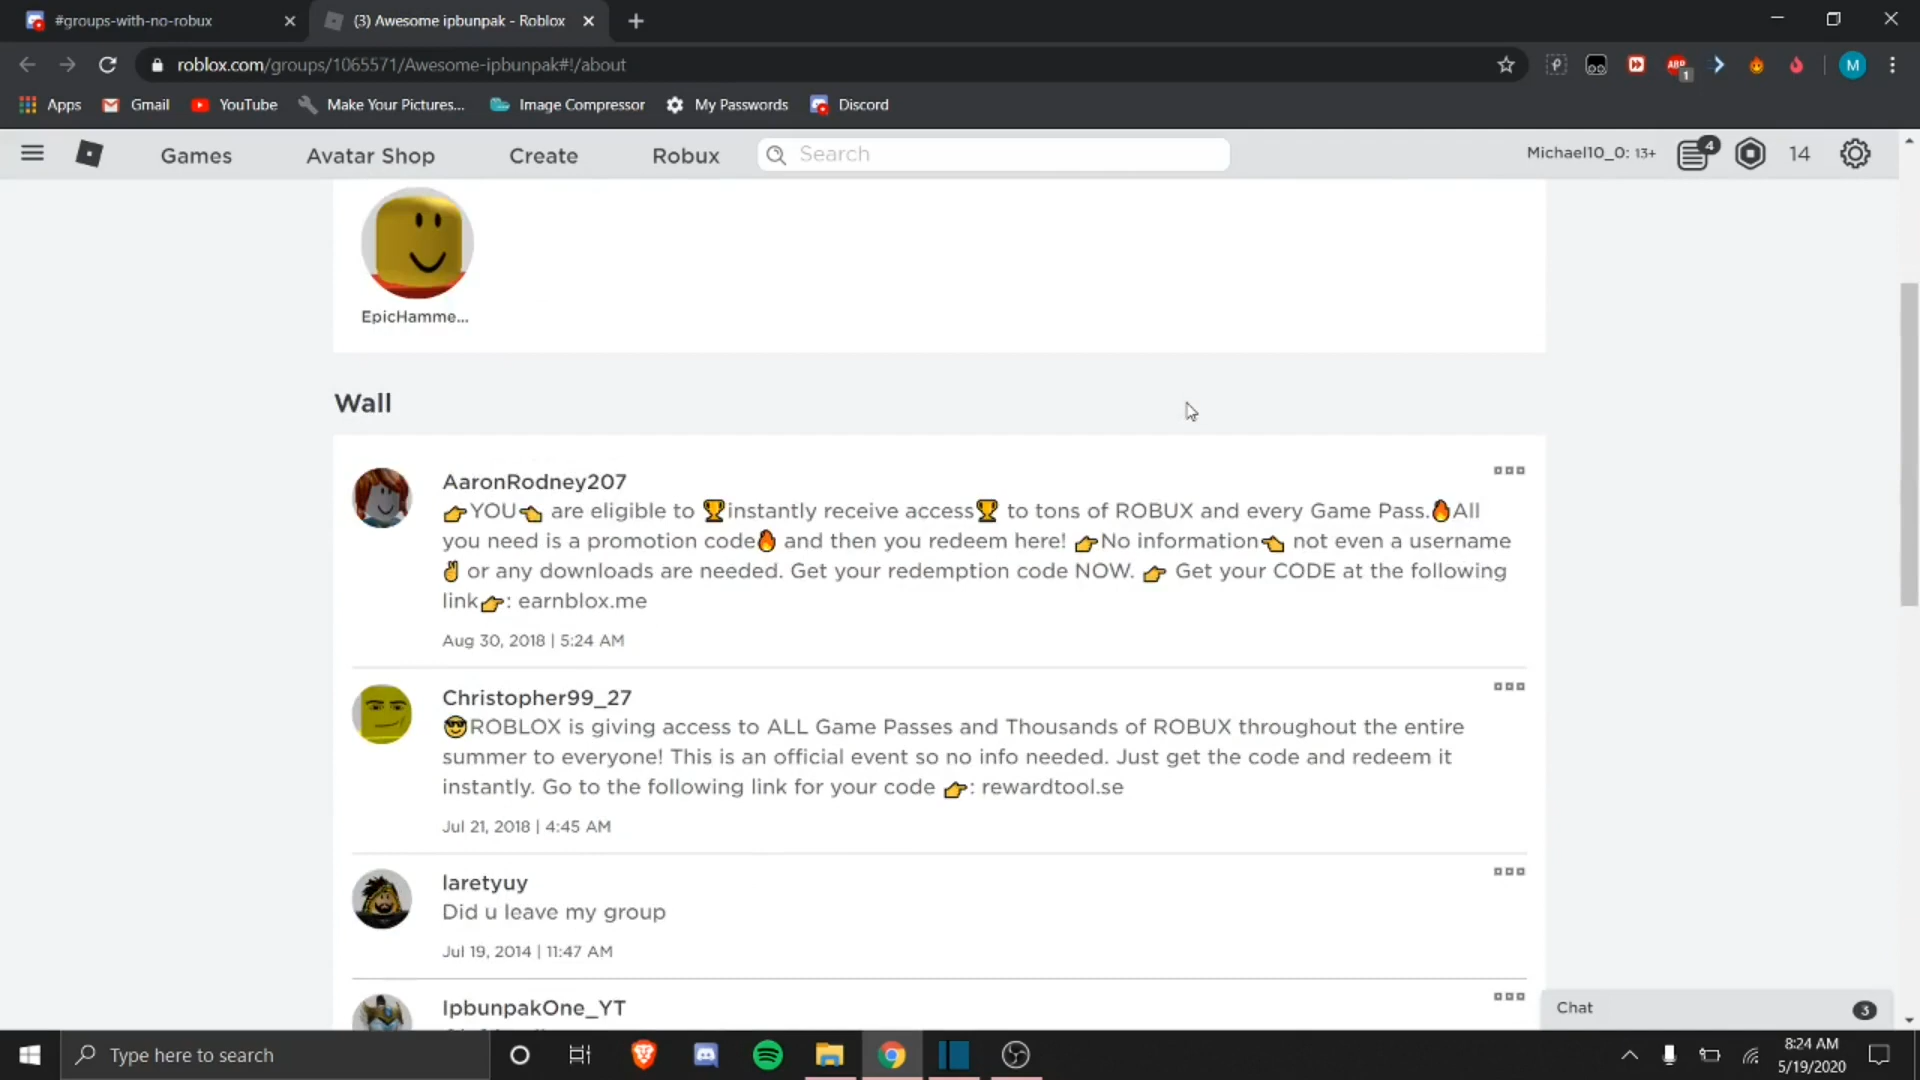 #groups-with-no-robux
(3) Awesome ipbunpak - Roblox
roblox.com/groups/1065571/Awesome-ipbunpak#!/about
ABP
1
M
Apps
Gmail
YouTube
Make Your Pictures...
Image Compressor
My Passwords
Discord
Games
Avatar Shop
Create
Robux
Search
Michael10_0: 13+
4
14
EpicHamme...
Wall
AaronRodney207
👉YOU👈 are eligible to 🏆instantly receive access🏆 to tons of ROBUX and every Game Pass.🔥All
you need is a promotion code🔥 and then you redeem here! 👉No information👈 not even a username
✌ or any downloads are needed. Get your redemption code NOW. 👉 Get your CODE at the following
link👉: earnblox.me
Aug 30, 2018 | 5:24 AM
Christopher99_27
😎ROBLOX is giving access to ALL Game Passes and Thousands of ROBUX throughout the entire
summer to everyone! This is an official event so no info needed. Just get the code and redeem it
instantly. Go to the following link for your code 👉: rewardtool.se
Jul 21, 2018 | 4:45 AM
laretyuy
Did u leave my group
Jul 19, 2014 | 11:47 AM
IpbunpakOne_YT
Chat
3
Type here to search
8:24 AM
5/19/2020